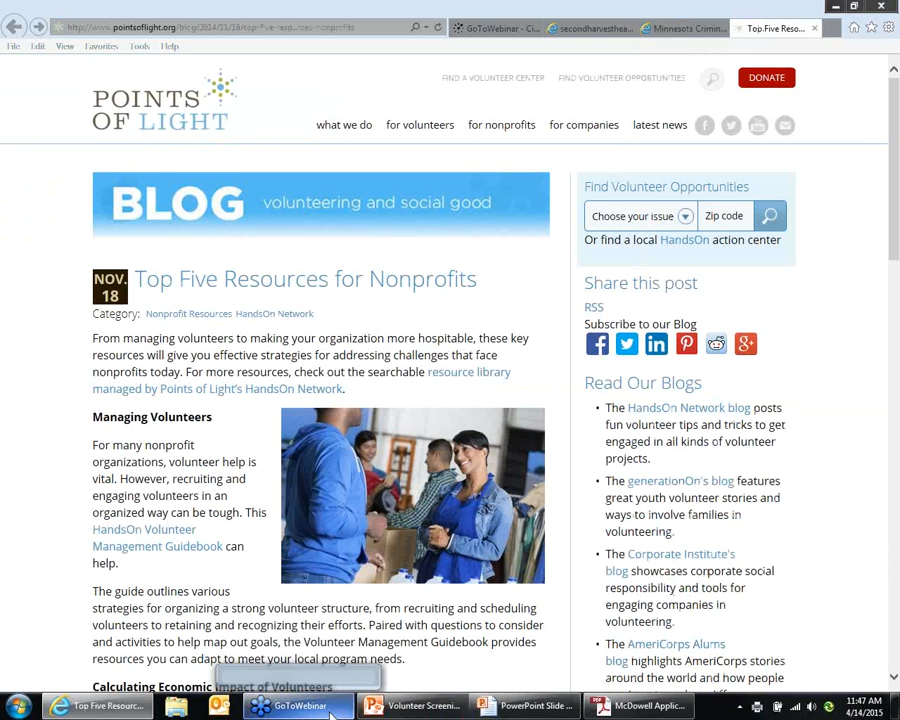 http://www.pointsoflight.org/blog/2014/11/18/top-five-resources-nonprofits
GoToWebinar - Ci...
secondharvesthea...
Minnesota Crimin...
Top Five Reso...
File Edit View Favorites Tools Help
POINTS
OF LIGHT
FIND A VOLUNTEER CENTER FIND VOLUNTEER OPPORTUNITIES
DONATE
what we do for volunteers for nonprofits for companies latest news
BLOG volunteering and social good
NOV.
18
Top Five Resources for Nonprofits
Category: Nonprofit Resources HandsOn Network
From managing volunteers to making your organization more hospitable, these key
resources will give you effective strategies for addressing challenges that face
nonprofits today. For more resources, check out the searchable resource library
managed by Points of Light's HandsOn Network.
Managing Volunteers
For many nonprofit
organizations, volunteer help is
vital. However, recruiting and
engaging volunteers in an
organized way can be tough. This
HandsOn Volunteer
Management Guidebook can
help.
The guide outlines various
strategies for organizing a strong volunteer structure, from recruiting and scheduling
volunteers to retaining and recognizing their efforts. Paired with questions to consider
and activities to help map out goals, the Volunteer Management Guidebook provides
resources you can adapt to meet your local program needs.
Calculating Economic Impact of Volunteers
Find Volunteer Opportunities
Choose your issue
Zip code
Or find a local HandsOn action center
Share this post
RSS
Subscribe to our Blog
Read Our Blogs
• The HandsOn Network blog posts
fun volunteer tips and tricks to get
engaged in all kinds of volunteer
projects.
• The generationOn's blog features
great youth volunteer stories and
ways to involve families in
volunteering.
• The Corporate Institute's
blog showcases corporate social
responsibility and tools for
engaging companies in
volunteering.
• The AmeriCorps Alums
blog highlights AmeriCorps stories
around the world and how people
Top Five Resourc...
GoToWebinar
Volunteer Screeni...
PowerPoint Slide ...
McDowell Applic...
11:47 AM
4/14/2015